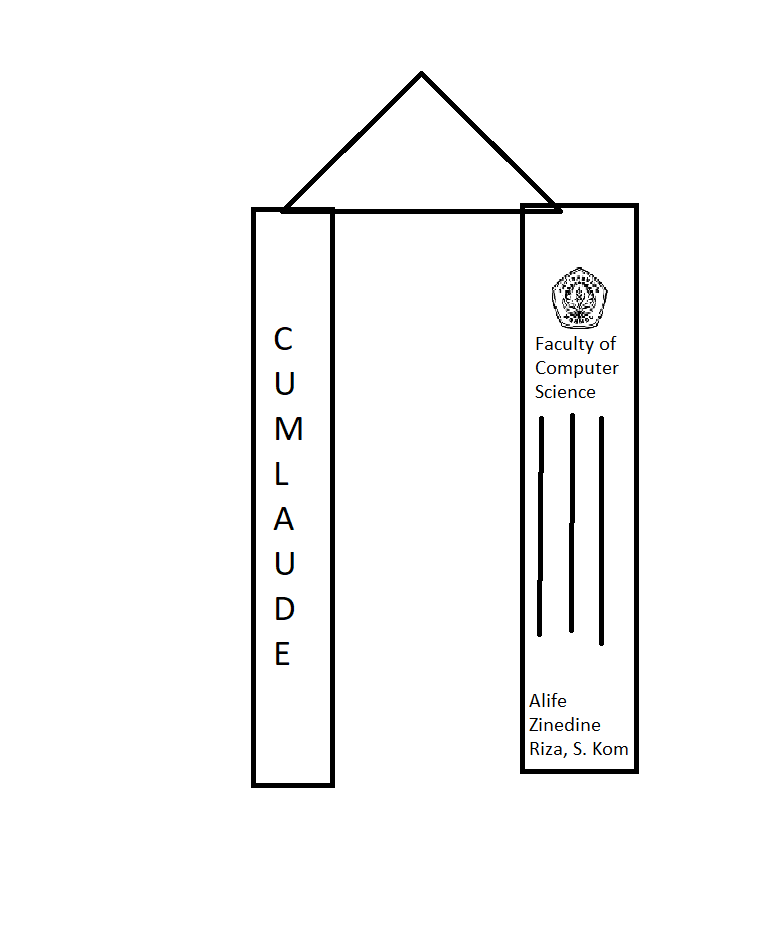 C
U
M
L
A
U
D
E
Faculty of
Computer
Science
Alife
Zinedine
Riza, S. Kom